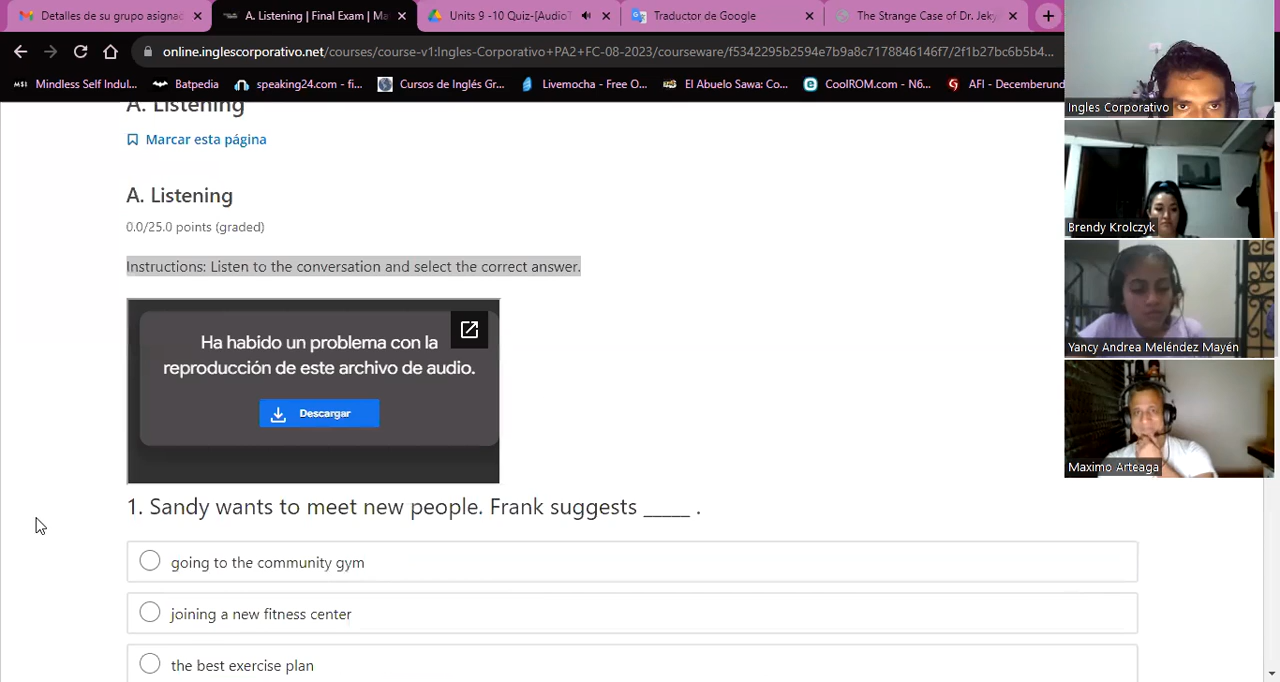 Detalles de su grupo asignac
A. Listening | Final Exam | Ma
Units 9 -10 Quiz-[AudioT
Traductor de Google
The Strange Case of Dr. Jeky
online.inglescorporativo.net/courses/course-v1:Ingles-Corporativo+PA2+FC-08-2023/courseware/f5342295b2594e7b9a8c7178846146f7/2f1b27bc6b5b4...
Mindless Self Indul...
Batpedia
speaking24.com - fi...
Cursos de Inglés Gr...
Livemocha - Free O...
El Abuelo Sawa: Co...
CoolROM.com - N6...
AFI - Decemberund
A. Listening
Marcar esta página
A. Listening
0.0/25.0 points (graded)
Instructions: Listen to the conversation and select the correct answer.
Ha habido un problema con la
reproducción de este archivo de audio.
Descargar
1. Sandy wants to meet new people. Frank suggests _____ .
going to the community gym
joining a new fitness center
the best exercise plan
Ingles Corporativo
Brendy Krolczyk
Yancy Andrea Meléndez Mayén
Maximo Arteaga